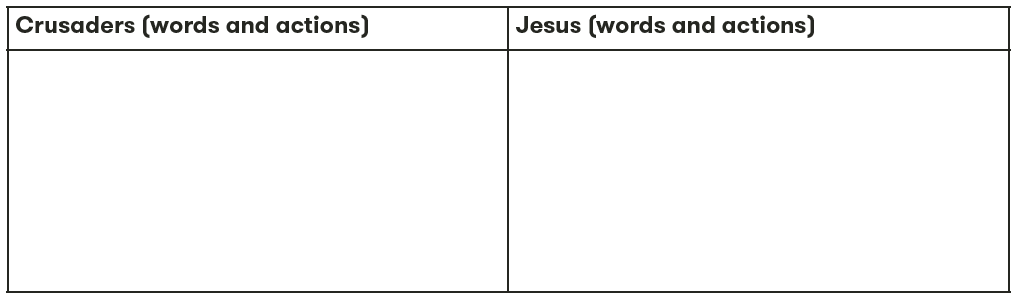 Crusaders (words and actions)
Jesus (words and actions)